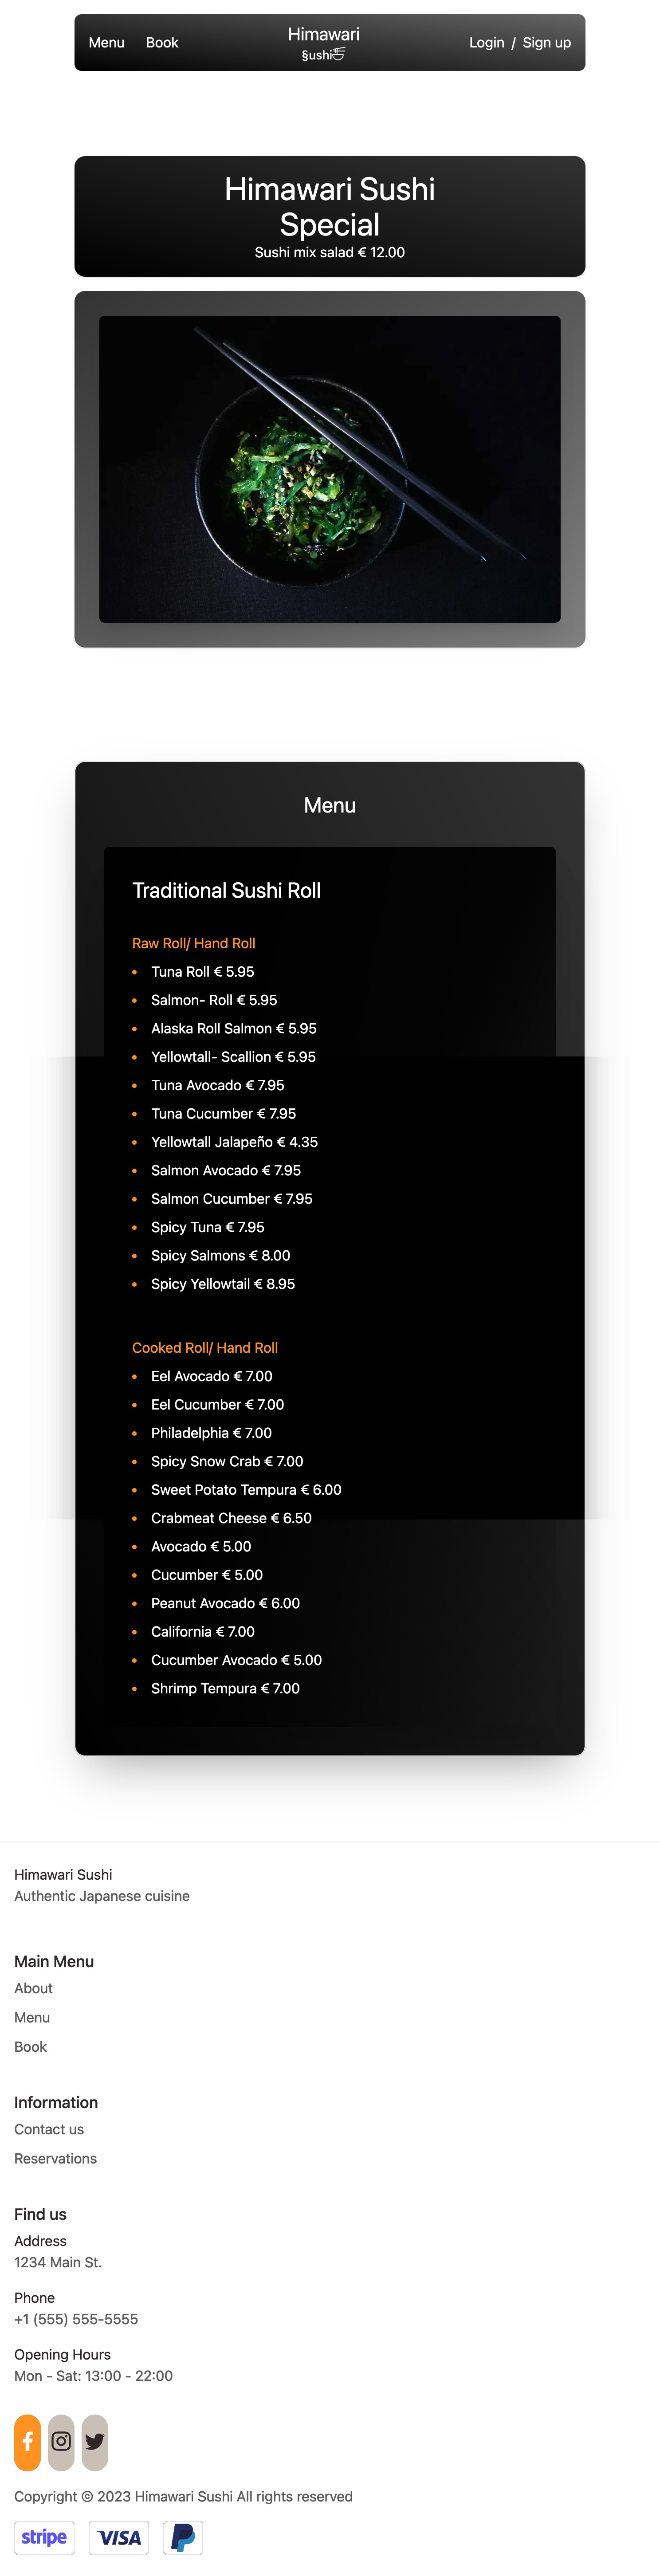 Menu Book
Himawari
§ushi
Login / Sign up
Himawari Sushi
Special
Sushi mix salad € 12.00
Menu
Traditional Sushi Roll
Raw Roll/ Hand Roll
• Tuna Roll € 5.95
• Salmon- Roll € 5.95
• Alaska Roll Salmon € 5.95
• Yellowtall- Scallion € 5.95
• Tuna Avocado € 7.95
• Tuna Cucumber € 7.95
• Yellowtall Jalapeño € 4.35
• Salmon Avocado € 7.95
• Salmon Cucumber € 7.95
• Spicy Tuna € 7.95
• Spicy Salmons € 8.00
• Spicy Yellowtail € 8.95
Cooked Roll/ Hand Roll
• Eel Avocado € 7.00
• Eel Cucumber € 7.00
• Philadelphia € 7.00
• Spicy Snow Crab € 7.00
• Sweet Potato Tempura € 6.00
• Crabmeat Cheese € 6.50
• Avocado € 5.00
• Cucumber € 5.00
• Peanut Avocado € 6.00
• California € 7.00
• Cucumber Avocado € 5.00
• Shrimp Tempura € 7.00
Himawari Sushi
Authentic Japanese cuisine
Main Menu
About
Menu
Book
Information
Contact us
Reservations
Find us
Address
1234 Main St.
Phone
+1 (555) 555-5555
Opening Hours
Mon - Sat: 13:00 - 22:00
Copyright © 2023 Himawari Sushi All rights reserved
stripe VISA